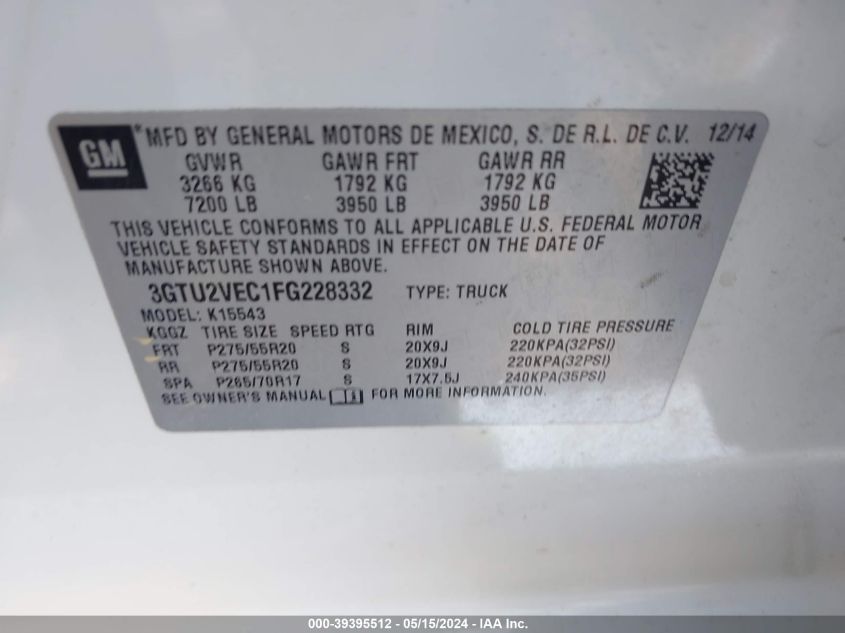 GM
* MFD BY GENERAL MOTORS DE MEXICO, S. DE R.L. DE C.V. 12/14
GVWR GAWR FRT GAWR RR
3266 KG 1792 KG 1792 KG
7200 LB 3950 LB 3950 LB
THIS VEHICLE CONFORMS TO ALL APPLICABLE U.S. FEDERAL MOTOR
VEHICLE SAFETY STANDARDS IN EFFECT ON THE DATE OF
MANUFACTURE SHOWN ABOVE.
3GTU2VEC1FG228332 TYPE: TRUCK
MODEL: K15543
KGGZ TIRE SIZE SPEED RTG RIM COLD TIRE PRESSURE
FRT P275/55R20 S 20X9J 220KPA(32PSI)
RR P275/55R20 S 20X9J 220KPA(32PSI)
SPA P265/70R17 S 17X7.5J 240KPA(35PSI)
SEE OWNER'S MANUAL FOR MORE INFORMATION.
000-39395512 - 05/15/2024 - IAA Inc.